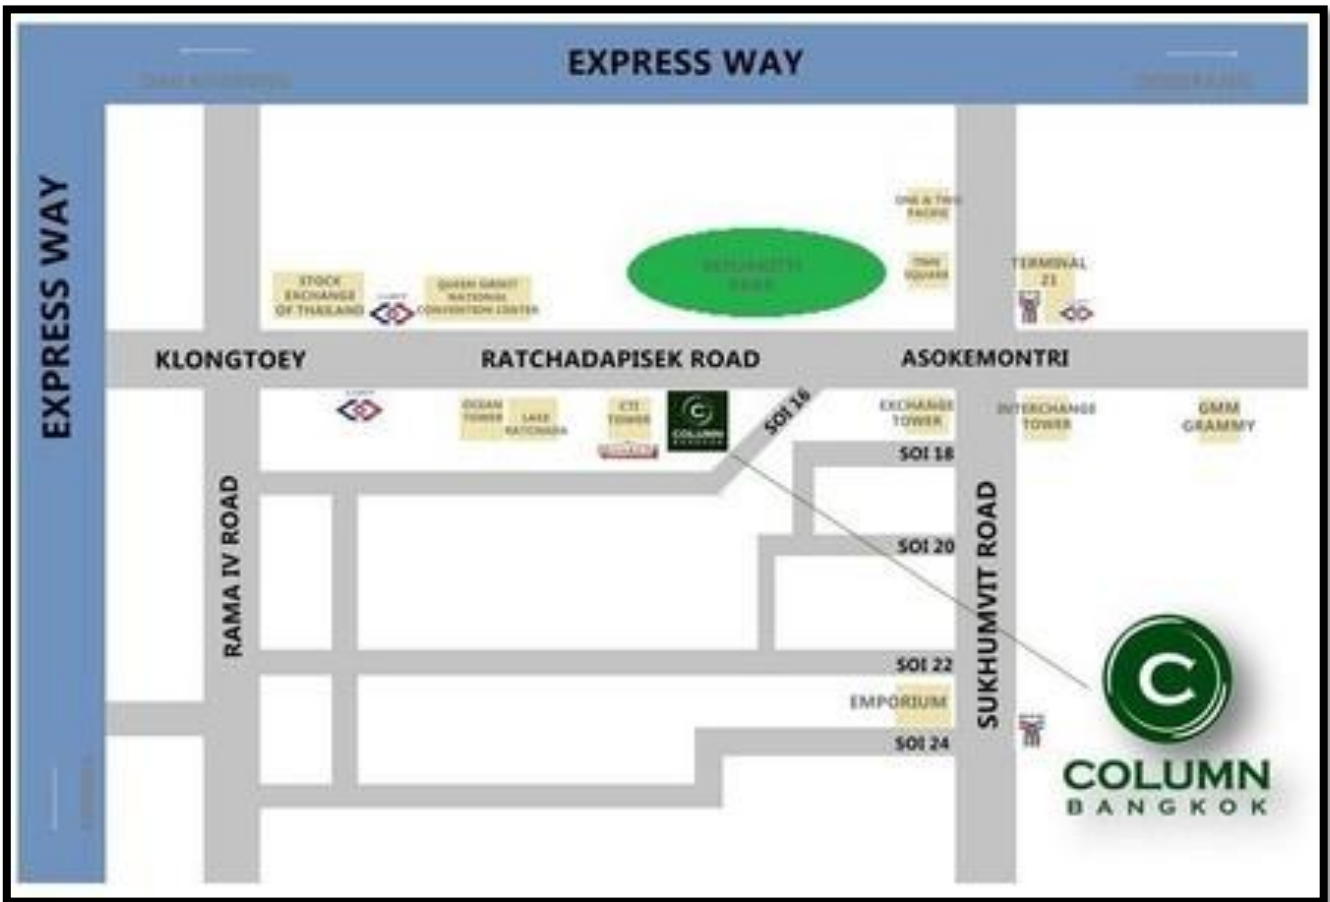 EXPRESS WAY
EXPRESS WAY
ONE & TWO
TIME
SQUARE
TERMINAL
21
STOCK
EXCHANGE
OF THAILAND
QUEEN SIRIKIT
NATIONAL
CONVENTION CENTER
KLONGTOEY
RATCHADAPISEK ROAD
ASOKEMONTRI
OCEAN
TOWER
LAKE
RATCHADA
CTI
TOWER
C
COLUMN
BANGKOK
SOI 16
EXCHANGE
TOWER
INTERCHANGE
TOWER
GMM
GRAMMY
SOI 18
RAMA IV ROAD
SUKHUMVIT ROAD
SOI 20
SOI 22
EMPORIUM
SOI 24
C
COLUMN
BANGKOK